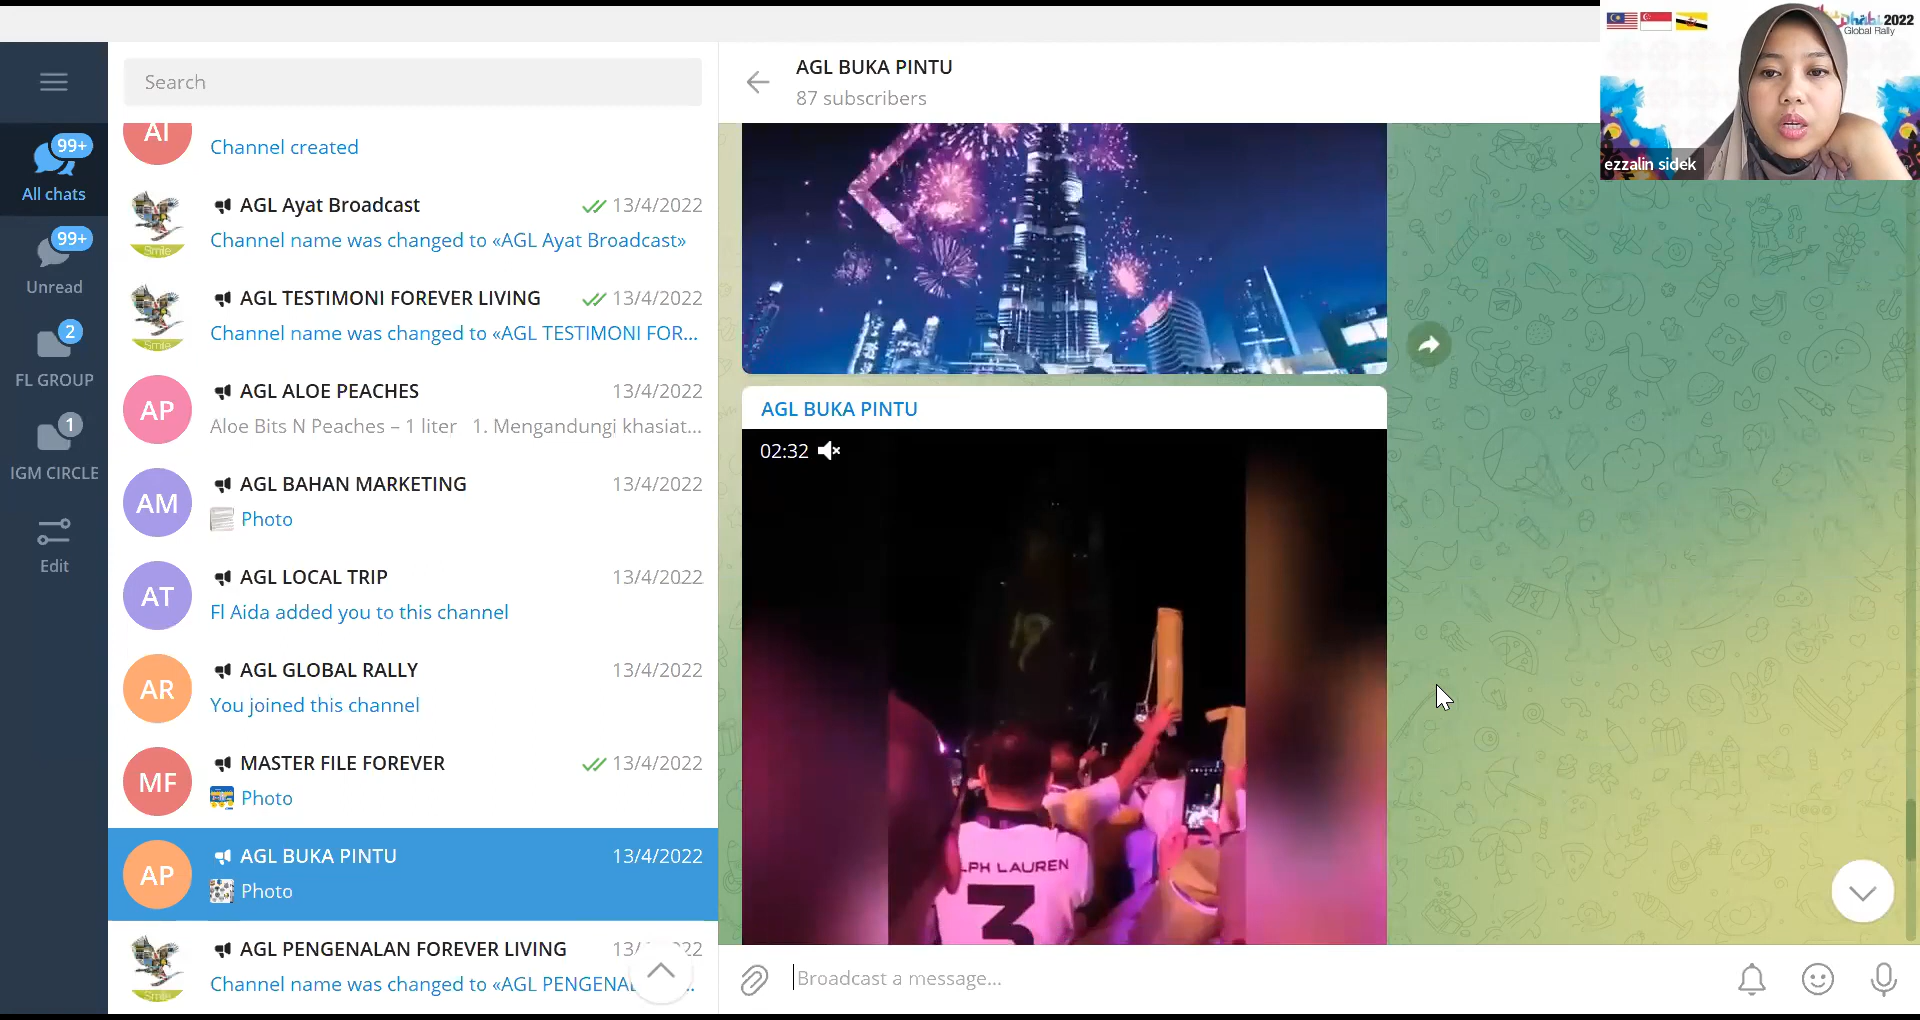 Search
AGL BUKA PINTU
87 subscribers
2022
Global Rally
ezzalin sidek
99+
All chats
99+
Unread
2
FL GROUP
1
IGM CIRCLE
Edit
AI
Channel created
AGL Ayat Broadcast
13/4/2022
Channel name was changed to «AGL Ayat Broadcast»
Smile
AGL TESTIMONI FOREVER LIVING
13/4/2022
Channel name was changed to «AGL TESTIMONI FOR...
Smile
AP
AGL ALOE PEACHES
13/4/2022
Aloe Bits N Peaches – 1 liter 1. Mengandungi khasiat...
AM
AGL BAHAN MARKETING
13/4/2022
Photo
AT
AGL LOCAL TRIP
13/4/2022
Fl Aida added you to this channel
AR
AGL GLOBAL RALLY
13/4/2022
You joined this channel
MF
MASTER FILE FOREVER
13/4/2022
Photo
AP
AGL BUKA PINTU
13/4/2022
Photo
AGL PENGENALAN FOREVER LIVING
Channel name was changed to «AGL PENGENAL
Smile
AGL BUKA PINTU
02:32
LPH LAUREN
3
Broadcast a message...